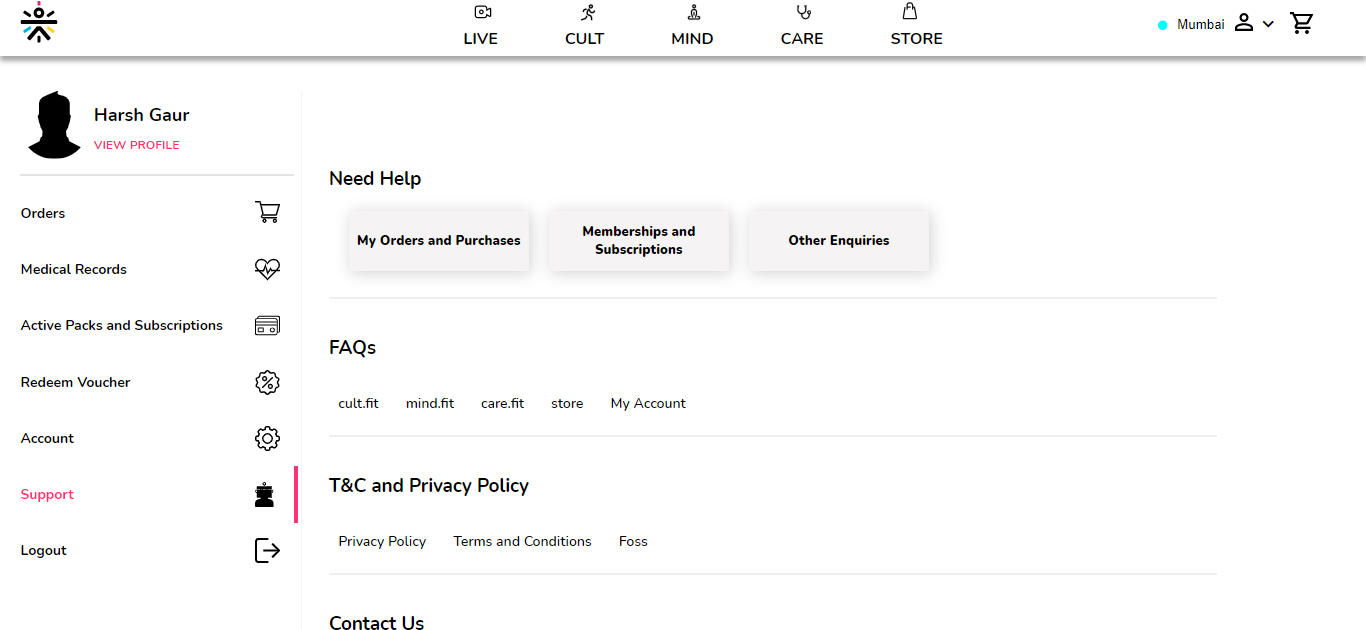 LIVE
CULT
MIND
CARE
STORE
Mumbai
Harsh Gaur
VIEW PROFILE
Orders
Medical Records
Active Packs and Subscriptions
Redeem Voucher
Account
Support
Logout
Need Help
My Orders and Purchases
Memberships and
Subscriptions
Other Enquiries
FAQs
cult.fit
mind.fit
care.fit
store
My Account
T&C and Privacy Policy
Privacy Policy
Terms and Conditions
Foss
Contact Us